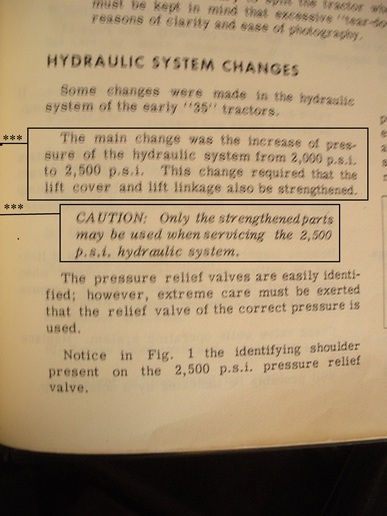 must be kept in mind that excessive "tear-do
reasons of clarity and ease of photography.
HYDRAULIC SYSTEM CHANGES
Some changes were made in the hydraulic
system of the early "35" tractors.
*** The main change was the increase of pres-
sure of the hydraulic system from 2,000 p.s.i.
to 2,500 p.s.i. This change required that the
lift cover and lift linkage also be strengthened.
*** CAUTION: Only the strengthened parts
may be used when servicing the 2,500
p.s.i. hydraulic system.
The pressure relief valves are easily identi-
fied; however, extreme care must be exerted
that the relief valve of the correct pressure is
used.
Notice in Fig. 1 the identifying shoulder
present on the 2,500 p.s.i. pressure relief
valve.